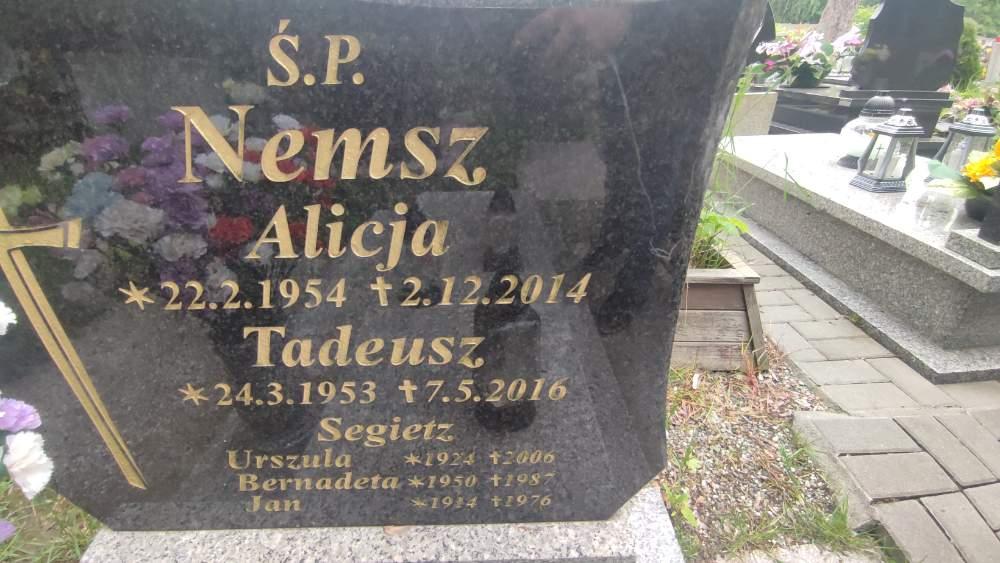 Ś.P.
Nemsz
Alicja
*22.2.1954 †2.12.2014
Tadeusz
*24.3.1953 †7.5.2016
Segietz
Urszula *1924 †2006
Bernadeta *1950 †1987
Jan *1914 †1976